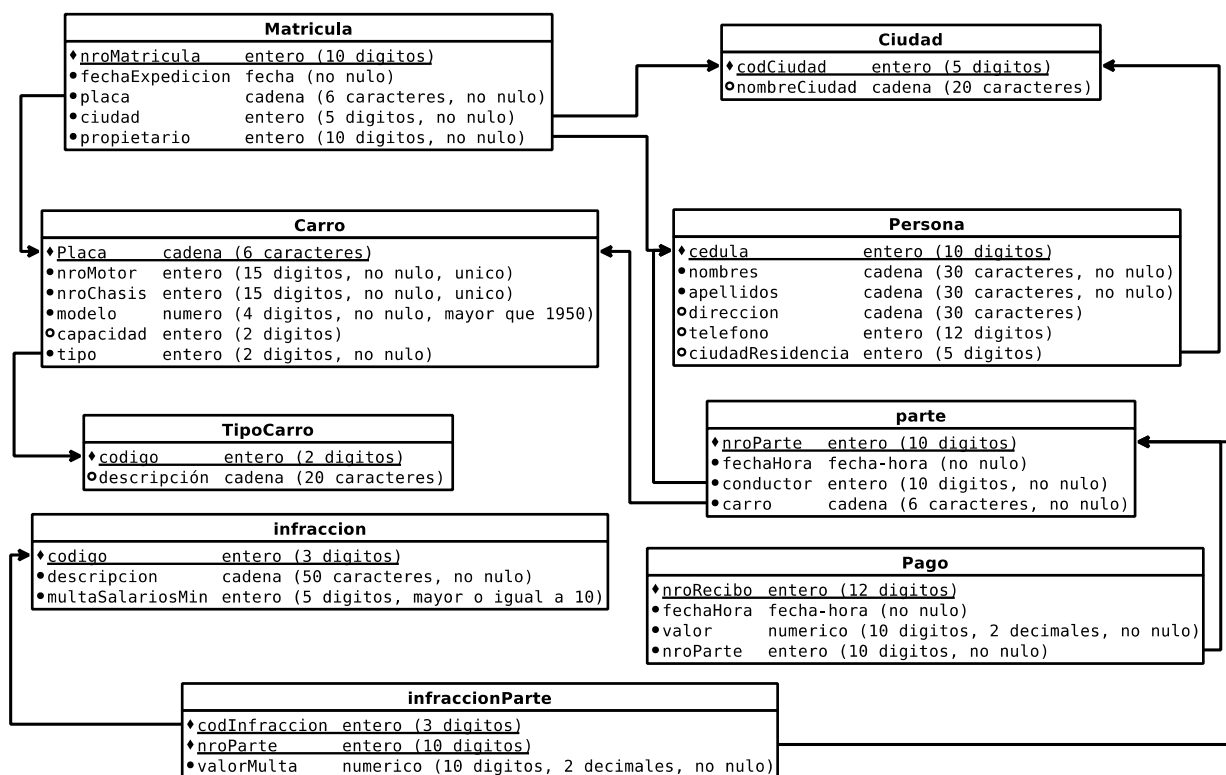 Matricula
nroMatricula entero (10 digitos)
fechaExpedicion fecha (no nulo)
placa cadena (6 caracteres, no nulo)
ciudad entero (5 digitos, no nulo)
propietario entero (10 digitos, no nulo)
Ciudad
codCiudad entero (5 digitos)
nombreCiudad cadena (20 caracteres)
Carro
Placa cadena (6 caracteres)
nroMotor entero (15 digitos, no nulo, unico)
nroChasis entero (15 digitos, no nulo, unico)
modelo numero (4 digitos, no nulo, mayor que 1950)
capacidad entero (2 digitos)
tipo entero (2 digitos, no nulo)
Persona
cedula entero (10 digitos)
nombres cadena (30 caracteres, no nulo)
apellidos cadena (30 caracteres, no nulo)
direccion cadena (30 caracteres)
telefono entero (12 digitos)
ciudadResidencia entero (5 digitos)
TipoCarro
codigo entero (2 digitos)
descripción cadena (20 caracteres)
parte
nroParte entero (10 digitos)
fechaHora fecha-hora (no nulo)
conductor entero (10 digitos, no nulo)
carro cadena (6 caracteres, no nulo)
infraccion
codigo entero (3 digitos)
descripcion cadena (50 caracteres, no nulo)
multaSalariosMin entero (5 digitos, mayor o igual a 10)
Pago
nroRecibo entero (12 digitos)
fechaHora fecha-hora (no nulo)
valor numerico (10 digitos, 2 decimales, no nulo)
nroParte entero (10 digitos, no nulo)
infraccionParte
codInfraccion entero (3 digitos)
nroParte entero (10 digitos)
valorMulta numerico (10 digitos, 2 decimales, no nulo)